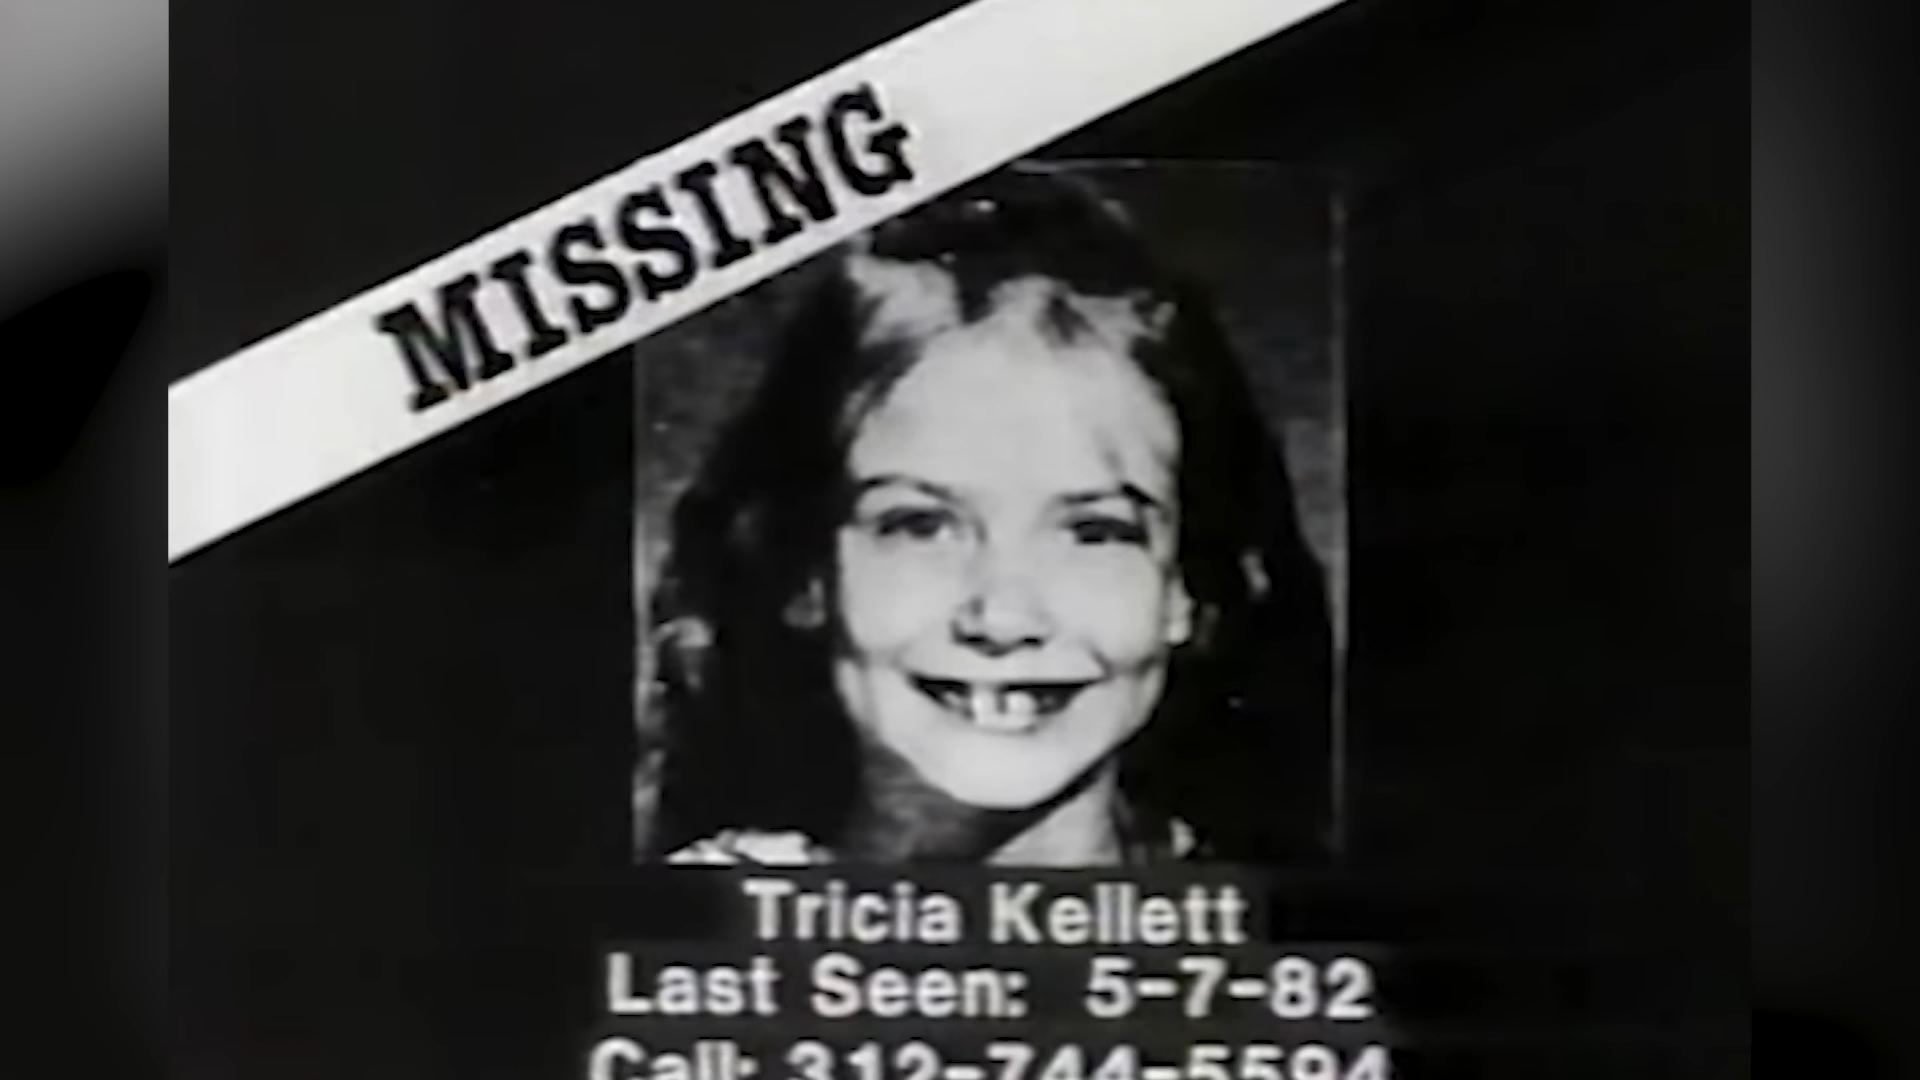 MISSING
Tricia Kellett
Last Seen: 5-7-82
Call: 312-744-5594